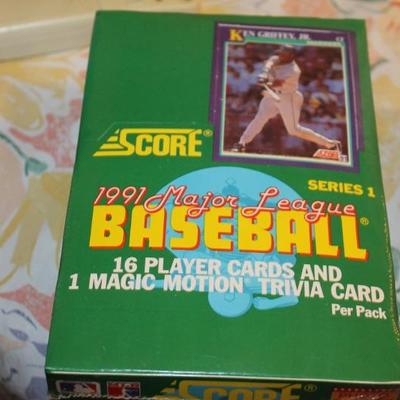 KEN GRIFFEY, JR. CF
SCORE®
SERIES 1
1991 Major League
BASEBALL®
16 PLAYER CARDS AND
1 MAGIC MOTION® TRIVIA CARD
Per Pack
SCORE